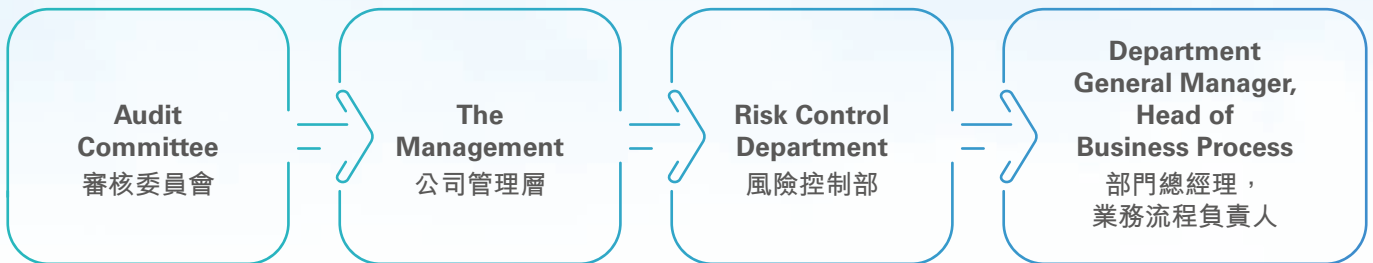 Audit
Committee
審核委員會
The
Management
公司管理層
Risk Control
Department
風險控制部
Department
General Manager,
Head of
Business Process
部門總經理，
業務流程負責人